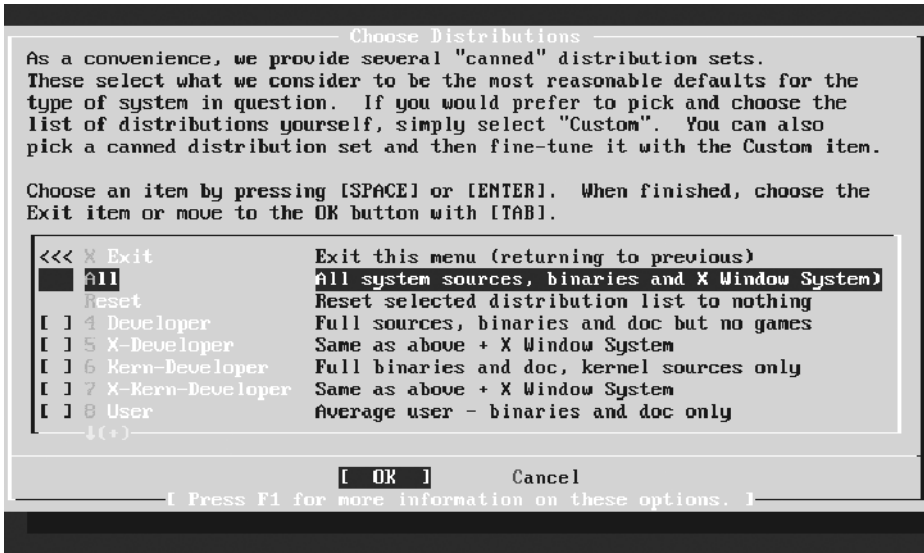 Choose Distributions
As a convenience, we provide several "canned" distribution sets.
These select what we consider to be the most reasonable defaults for the
type of system in question.  If you would prefer to pick and choose the
list of distributions yourself, simply select "Custom".  You can also
pick a canned distribution set and then fine-tune it with the Custom item.
Choose an item by pressing [SPACE] or [ENTER].  When finished, choose the
Exit item or move to the OK button with [TAB].
<<< X Exit Exit this menu (returning to previous)
All All system sources, binaries and X Window System)
Reset Reset selected distribution list to nothing
[ ] 4 Developer Full sources, binaries and doc but no games
[ ] 5 X-Developer Same as above + X Window System
[ ] 6 Kern-Developer Full binaries and doc, kernel sources only
[ ] 7 X-Kern-Developer Same as above + X Window System
[ ] 8 User Average user - binaries and doc only
↓(+)
[ OK ] Cancel
[ Press F1 for more information on these options. ]